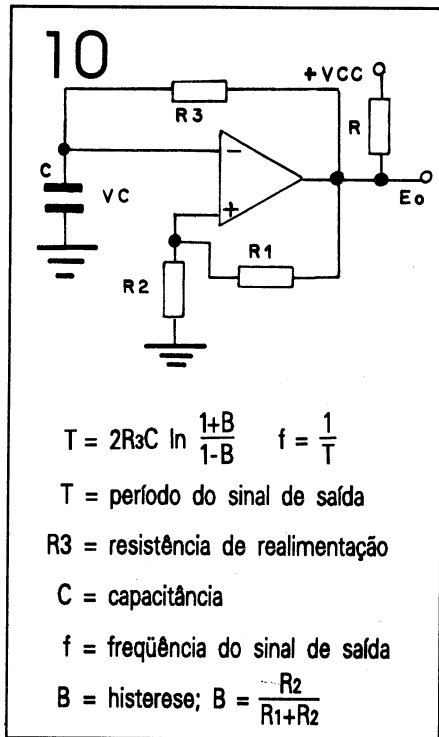 10
+VCC
R3
R
C
VC
−
+
Eo
R1
R2
T = 2R3C ln 1+B/1-B f = 1/T
T = período do sinal de saída
R3 = resistência de realimentação
C = capacitância
f = freqüência do sinal de saída
B = histerese; B = R2/R1+R2